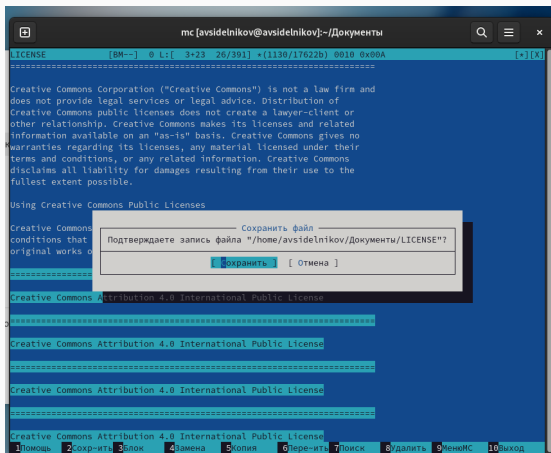 mc [avsidelnikov@avsidelnikov]:~/Документы
LICENSE [BM--] 0 L:[ 3+23 26/391] *(1130/17622b) 0010 0x00A [*][X]
======================================================================
Creative Commons Corporation ("Creative Commons") is not a law firm and
does not provide legal services or legal advice. Distribution of
Creative Commons public licenses does not create a lawyer-client or
other relationship. Creative Commons makes its licenses and related
information available on an "as-is" basis. Creative Commons gives no
warranties regarding its licenses, any material licensed under their
terms and conditions, or any related information. Creative Commons
disclaims all liability for damages resulting from their use to the
fullest extent possible.
Using Creative Commons Public Licenses
Creative Commons
conditions that
original works o
Сохранить файл
Подтверждаете запись файла "/home/avsidelnikov/Документы/LICENSE"?
[ Сохранить ] [ Отмена ]
================
Creative Commons Attribution 4.0 International Public License
======================================================================
Creative Commons Attribution 4.0 International Public License
======================================================================
Creative Commons Attribution 4.0 International Public License
======================================================================
Creative Commons Attribution 4.0 International Public License
1Помощь 2Сохр~ить 3Блок 4Замена 5Копия 6Пере~ить 7Поиск 8Удалить 9МенюMC 10Выход